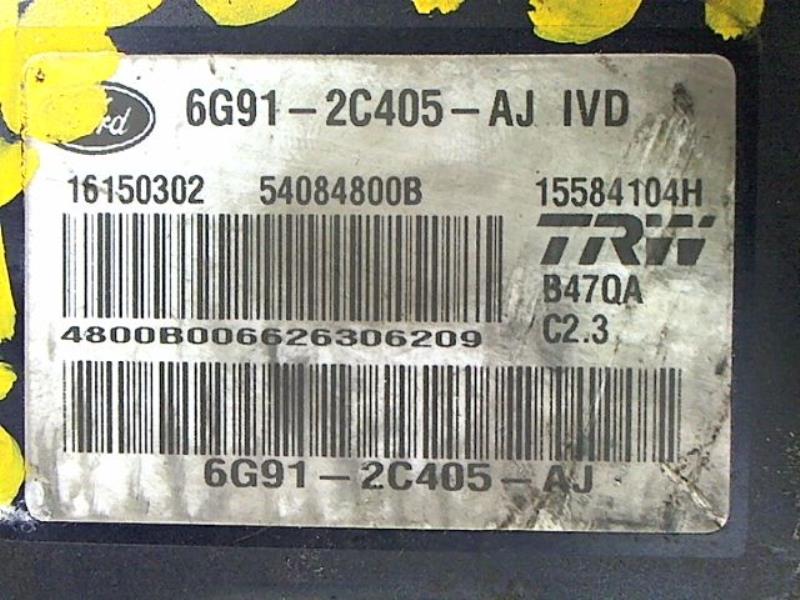 Ford 6G91-2C405-AJ IVD
16150302 54084800B 15584104H
TRW
B47QA
4800B006626306209 C2.3
6G91-2C405-AJ